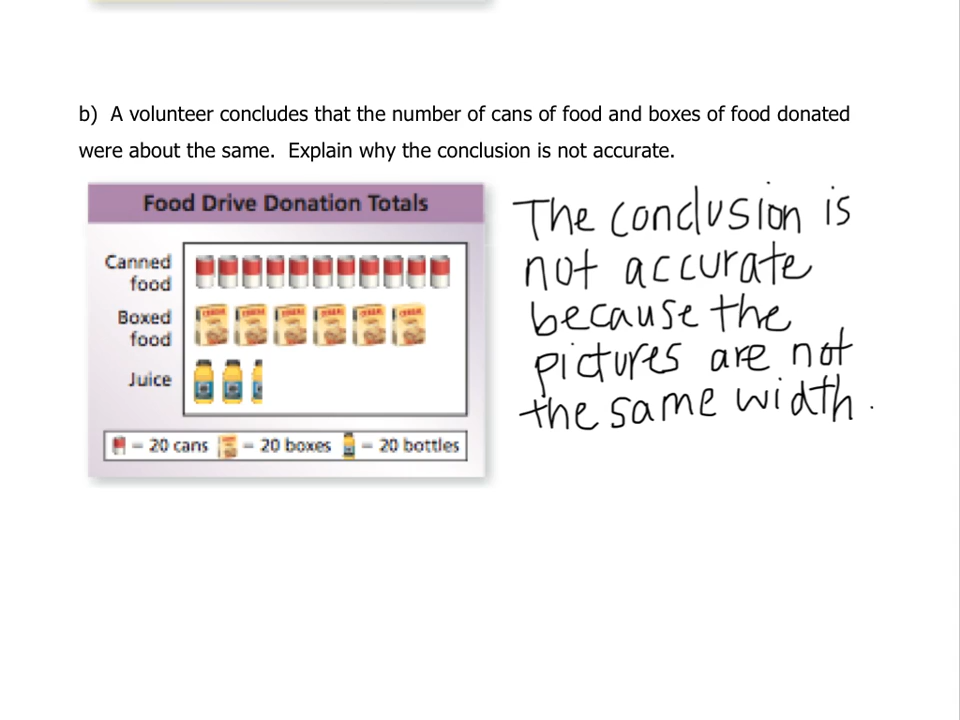 b) A volunteer concludes that the number of cans of food and boxes of food donated
were about the same. Explain why the conclusion is not accurate.
Food Drive Donation Totals
Canned
food
Boxed
food
Juice
= 20 cans = 20 boxes = 20 bottles
The conclusion is
not accurate
because the
pictures are not
the same width.